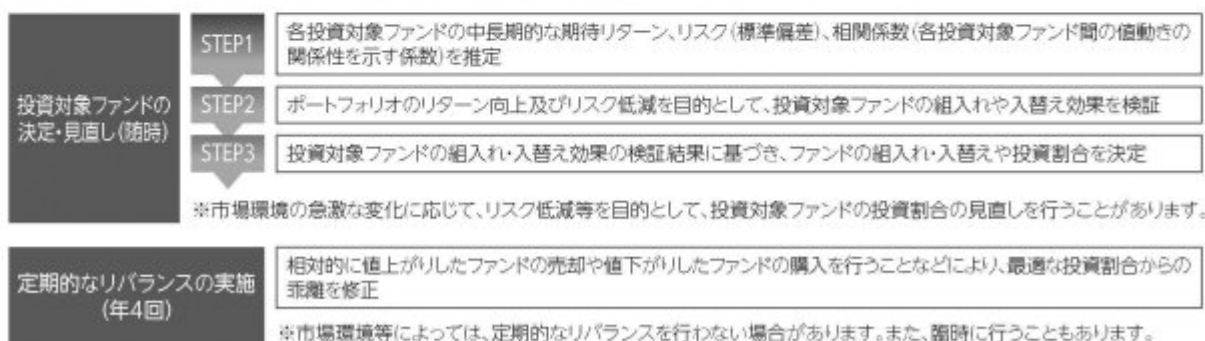 投資対象ファンドの
決定・見直し(随時)
STEP1
各投資対象ファンドの中長期的な期待リターン、リスク(標準偏差)、相関係数(各投資対象ファンド間の値動きの
関係性を示す係数)を推定
STEP2
ポートフォリオのリターン向上及びリスク低減を目的として、投資対象ファンドの組入れや入替え効果を検証
STEP3
投資対象ファンドの組入れ・入替え効果の検証結果に基づき、ファンドの組入れ・入替えや投資割合を決定
※市場環境の急激な変化に応じて、リスク低減等を目的として、投資対象ファンドの投資割合の見直しを行うことがあります。
定期的なリバランスの実施
(年4回)
相対的に値上がりしたファンドの売却や値下がりしたファンドの購入を行うことなどにより、最適な投資割合からの
乖離を修正
※市場環境等によっては、定期的なリバランスを行わない場合があります。また、臨時に行うこともあります。